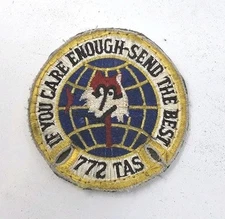 IF YOU CARE ENOUGH-SEND THE BEST
772 TAS